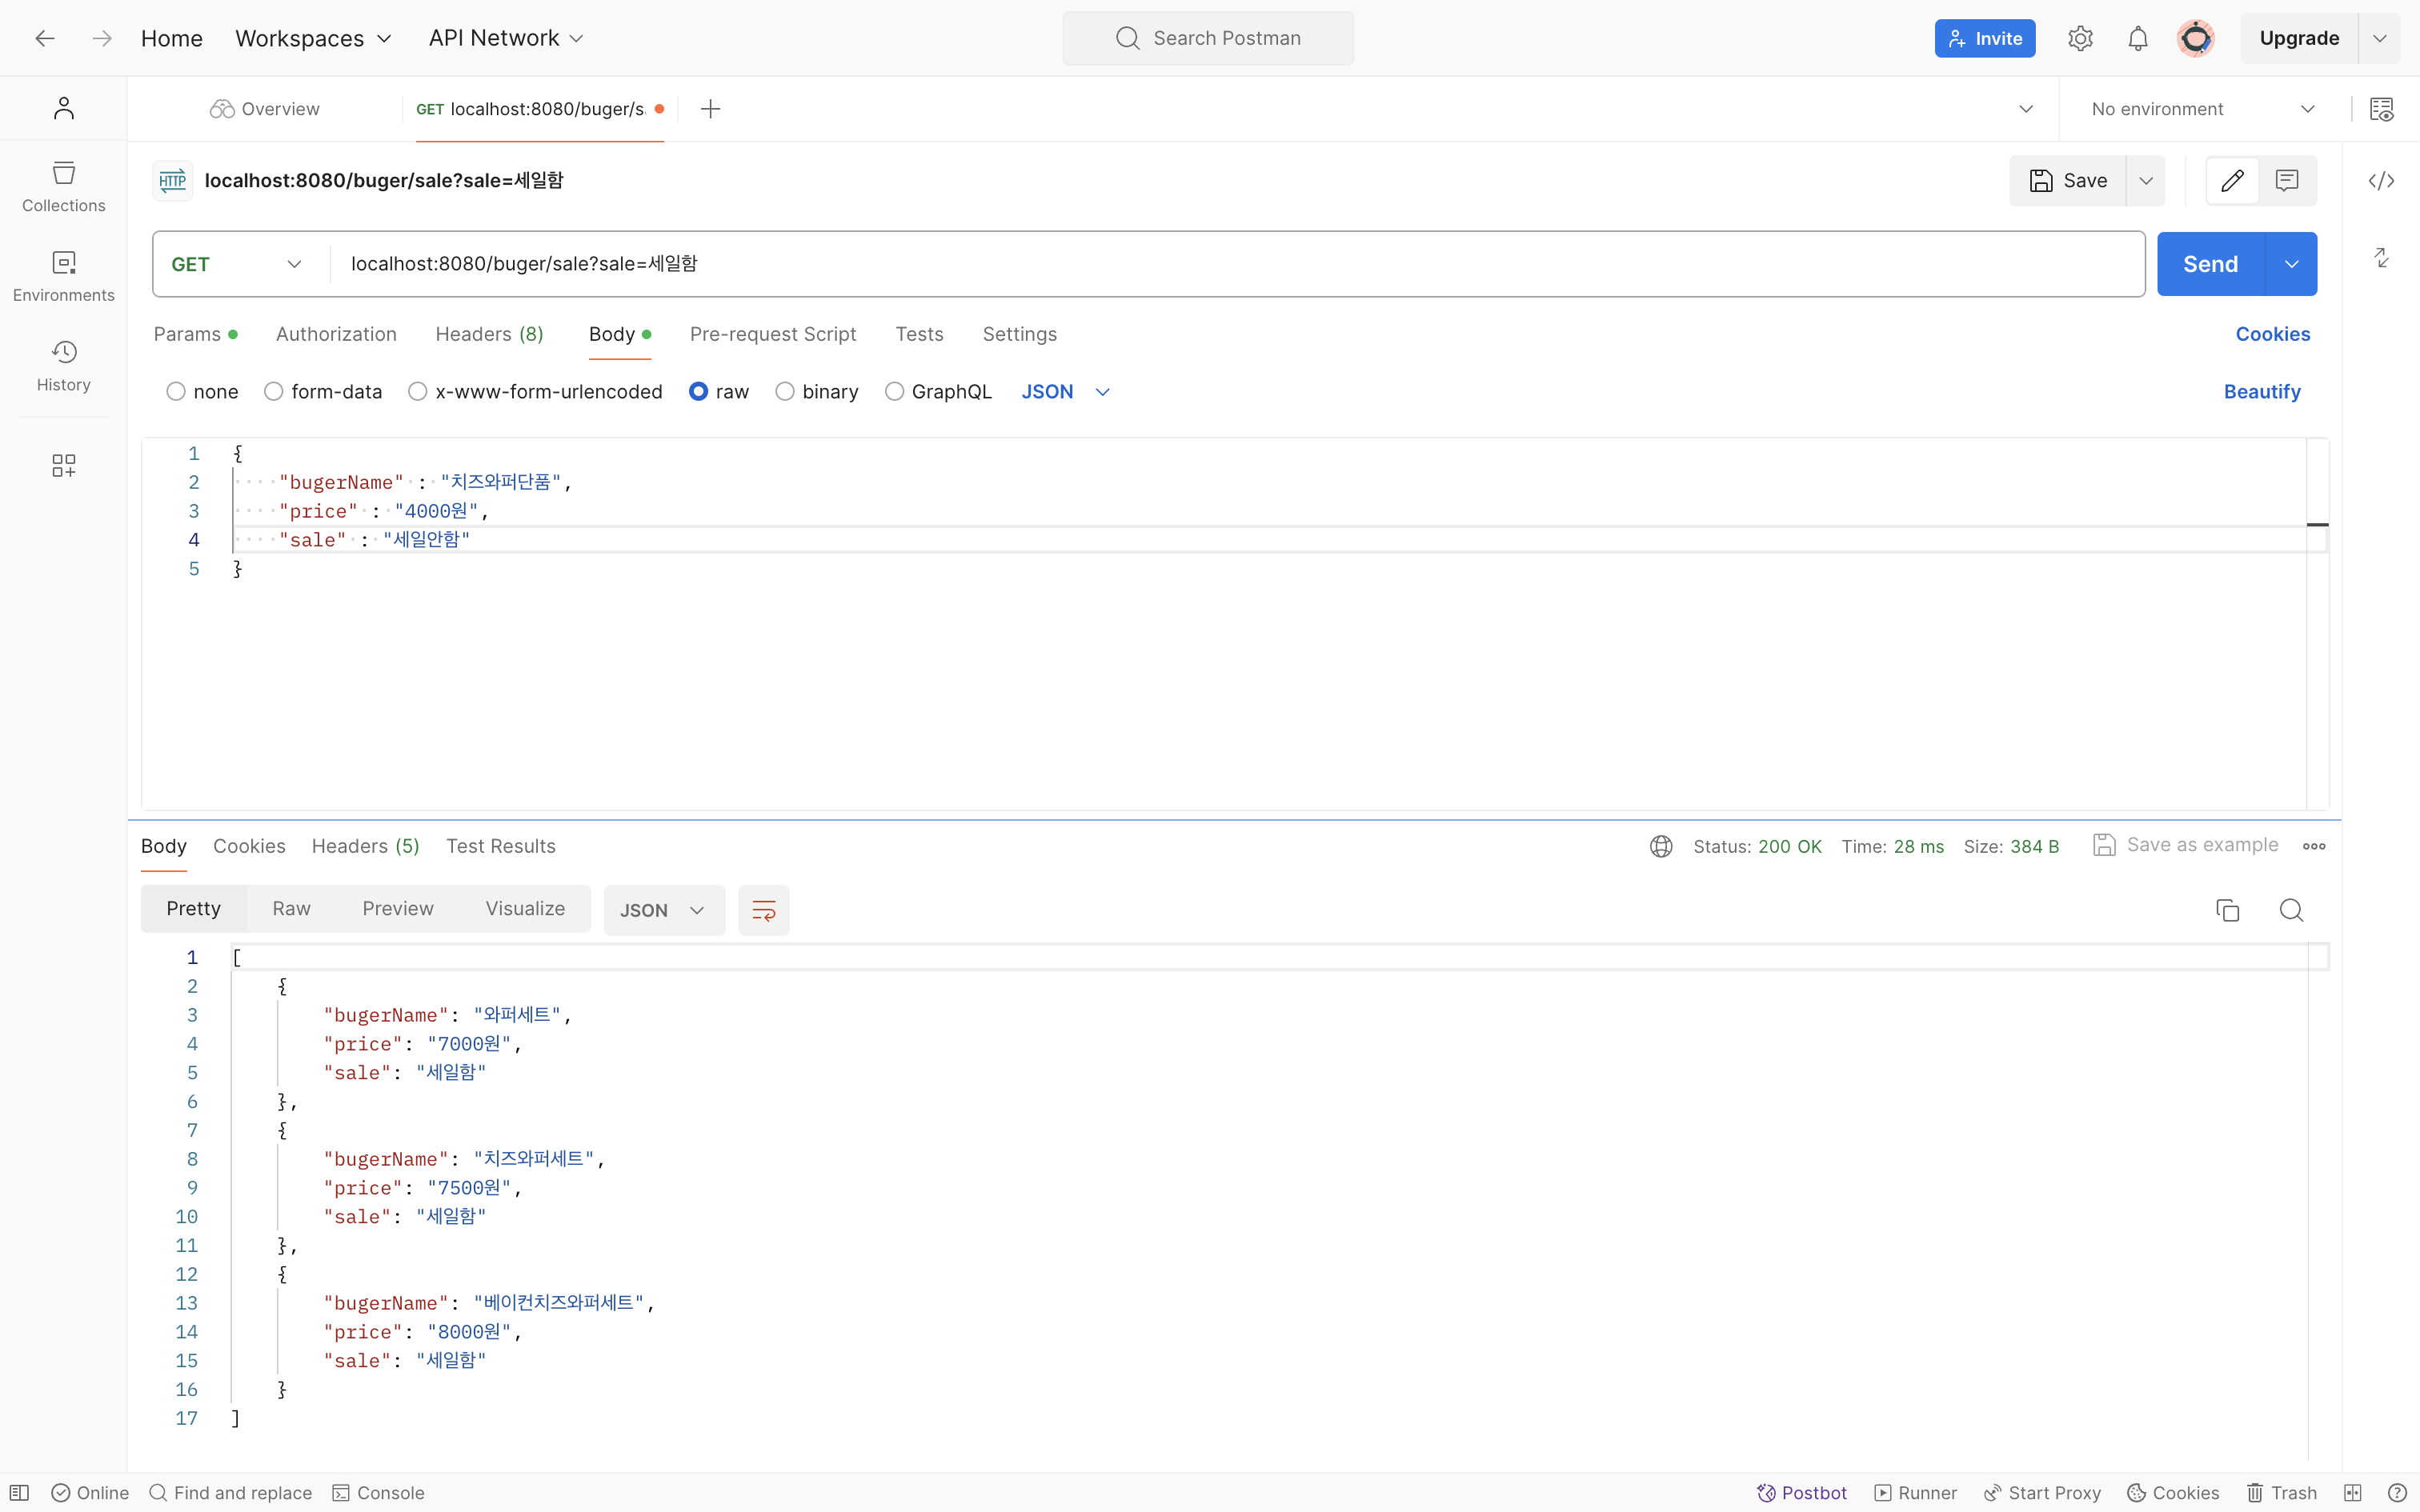 Home Workspaces API Network Search Postman Invite Upgrade
Overview GET localhost:8080/buger/s. No environment
HTTP localhost:8080/buger/sale?sale=세일함 Save
Collections
Environments
History
GET localhost:8080/buger/sale?sale=세일함 Send
Params Authorization Headers (8) Body Pre-request Script Tests Settings Cookies
none form-data x-www-form-urlencoded raw binary GraphQL JSON Beautify
1 {
2 "bugerName" : "치즈와퍼단품",
3 "price" : "4000원",
4 "sale" : "세일안함"
5 }
Body Cookies Headers (5) Test Results Status: 200 OK Time: 28 ms Size: 384 B Save as example
Pretty Raw Preview Visualize JSON
1 [
2 {
3 "bugerName": "와퍼세트",
4 "price": "7000원",
5 "sale": "세일함"
6 },
7 {
8 "bugerName": "치즈와퍼세트",
9 "price": "7500원",
10 "sale": "세일함"
11 },
12 {
13 "bugerName": "베이컨치즈와퍼세트",
14 "price": "8000원",
15 "sale": "세일함"
16 }
17 ]
Online Find and replace Console Postbot Runner Start Proxy Cookies Trash